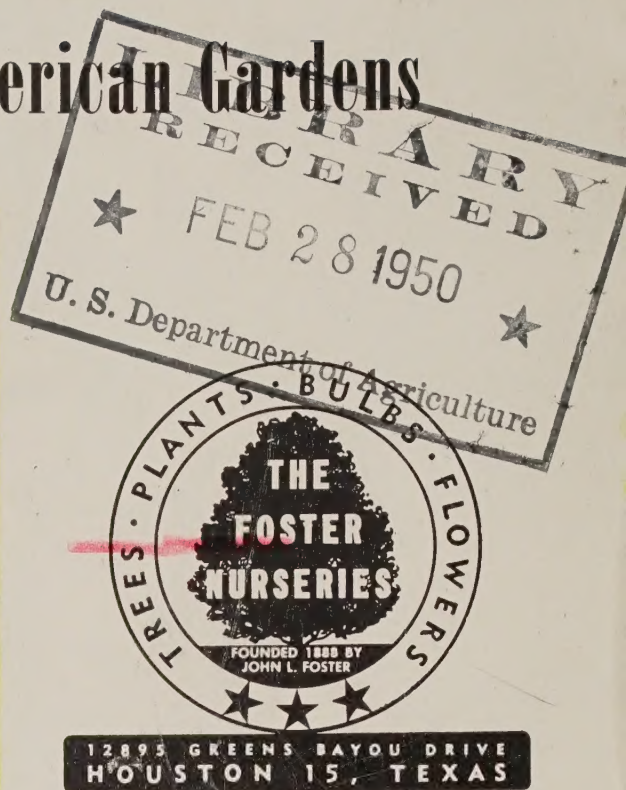 erican Gardens
LIBRARY
RECEIVED
★ FEB 28 1950 ★
U. S. Department of Agriculture
TREES · PLANTS · BULBS · FLOWERS
THE
FOSTER
NURSERIES
FOUNDED 1888 BY
JOHN L. FOSTER
12895 GREENS BAYOU DRIVE
HOUSTON 15, TEXAS